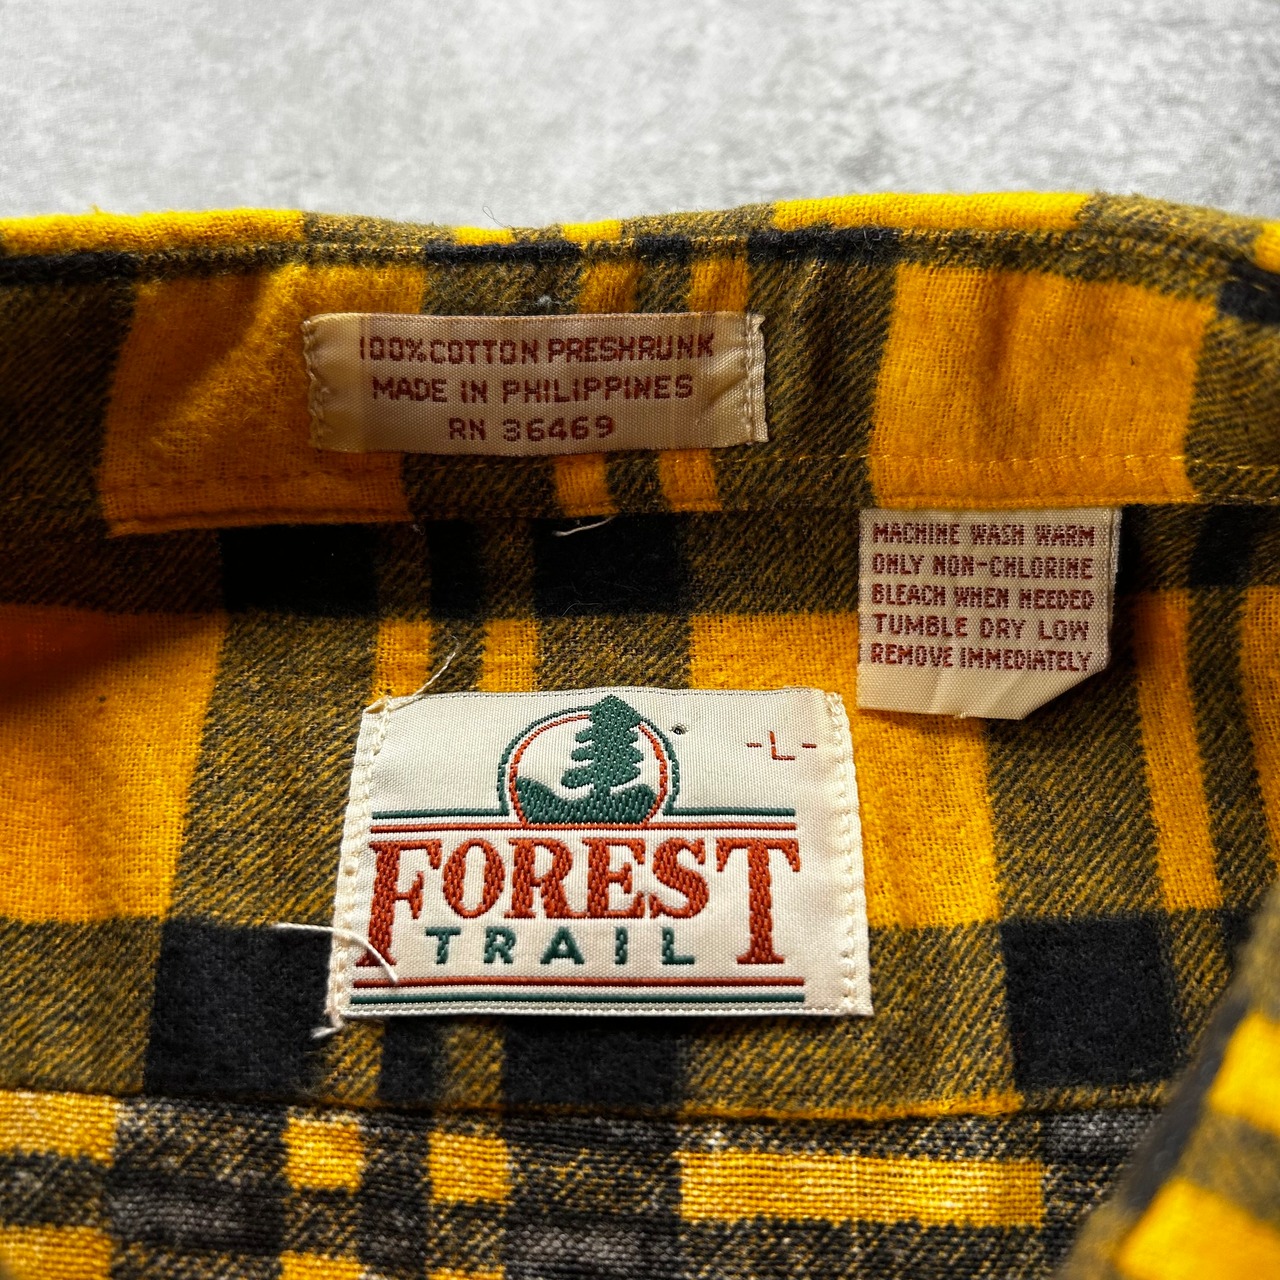 100% COTTON PRESHRUNK
MADE IN PHILIPPINES
RN 36469
MACHINE WASH WARM
ONLY NON-CHLORINE
BLEACH WHEN NEEDED
TUMBLE DRY LOW
REMOVE IMMEDIATELY
-L-
FOREST
TRAIL